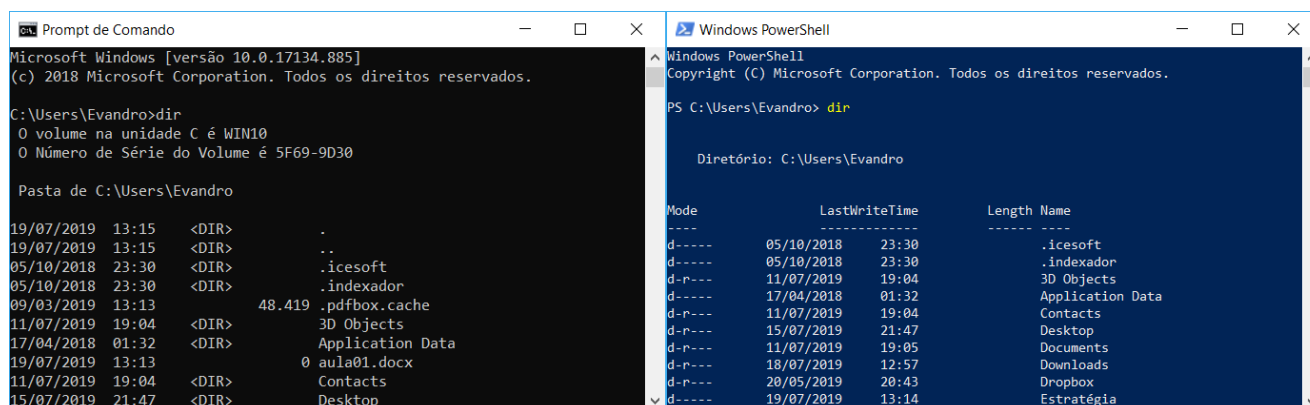 Prompt de Comando
Microsoft Windows [versão 10.0.17134.885]
(c) 2018 Microsoft Corporation. Todos os direitos reservados.
C:\Users\Evandro>dir
O volume na unidade C é WIN10
O Número de Série do Volume é 5F69-9D30
Pasta de C:\Users\Evandro
19/07/2019 13:15 <DIR> .
19/07/2019 13:15 <DIR> ..
05/10/2018 23:30 <DIR> .icesoft
05/10/2018 23:30 <DIR> .indexador
09/03/2019 13:13 48.419 .pdfbox.cache
11/07/2019 19:04 <DIR> 3D Objects
17/04/2018 01:32 <DIR> Application Data
19/07/2019 13:13 0 aula01.docx
11/07/2019 19:04 <DIR> Contacts
15/07/2019 21:47 <DIR> Desktop
Windows PowerShell
Windows PowerShell
Copyright (C) Microsoft Corporation. Todos os direitos reservados.
PS C:\Users\Evandro> dir
Diretório: C:\Users\Evandro
Mode LastWriteTime Length Name
---- ------------- ------ ----
d----- 05/10/2018 23:30 .icesoft
d----- 05/10/2018 23:30 .indexador
d-r--- 11/07/2019 19:04 3D Objects
d----- 17/04/2018 01:32 Application Data
d-r--- 11/07/2019 19:04 Contacts
d-r--- 15/07/2019 21:47 Desktop
d-r--- 11/07/2019 19:05 Documents
d-r--- 18/07/2019 12:57 Downloads
d-r--- 20/05/2019 20:43 Dropbox
d----- 19/07/2019 13:14 Estratégia